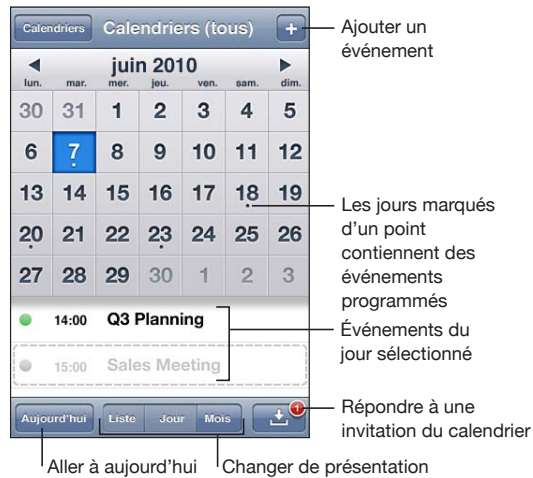 Calendriers Calendriers (tous) +
Ajouter un
événement
juin 2010
lun. mar. mer. jeu. ven. sam. dim.
30 31 1 2 3 4 5
6 7 8 9 10 11 12
13 14 15 16 17 18 19
20 21 22 23 24 25 26
27 28 29 30 1 2 3
Les jours marqués
d'un point
contiennent des
événements
programmés
14:00 Q3 Planning
15:00 Sales Meeting
Événements du
jour sélectionné
Aujourd'hui Liste Jour Mois 1
Répondre à une
invitation du calendrier
Aller à aujourd'hui
Changer de présentation